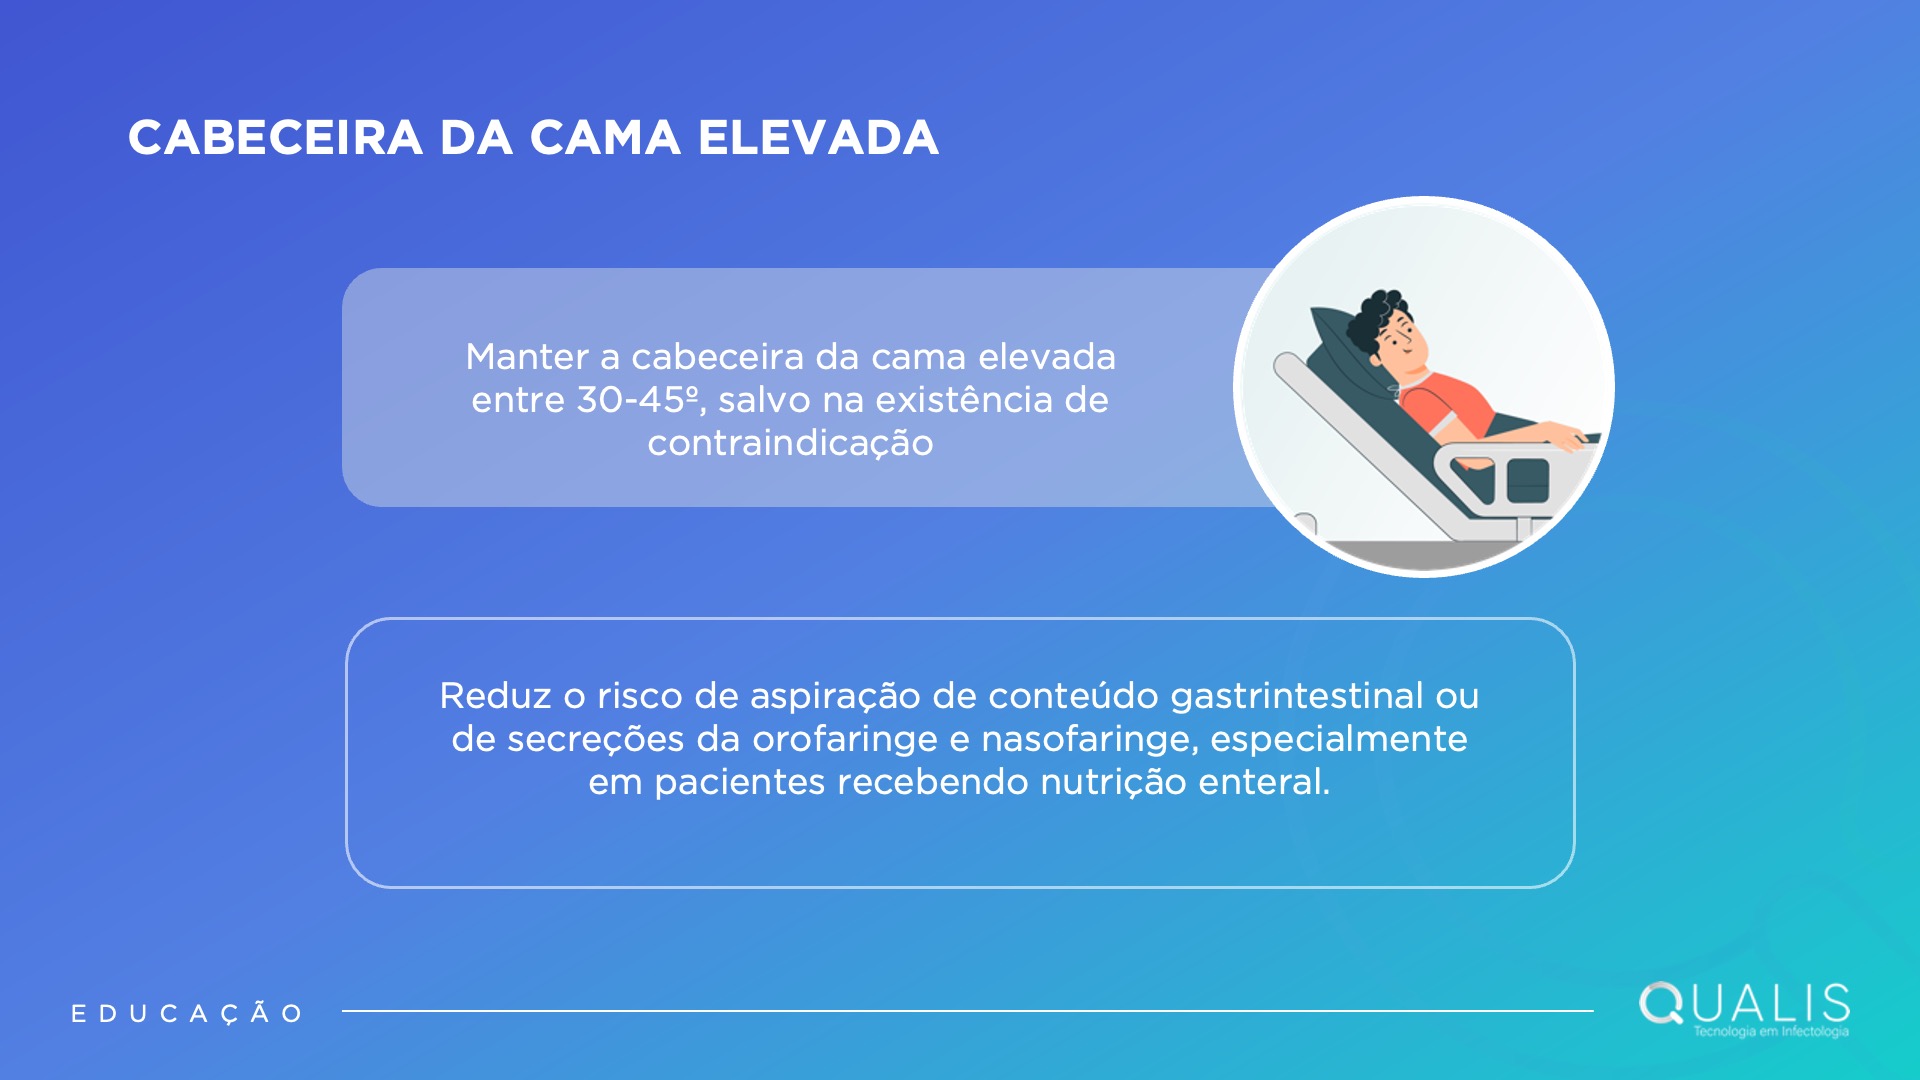 CABECEIRA DA CAMA ELEVADA
Manter a cabeceira da cama elevada
entre 30-45º, salvo na existência de
contraindicação
Reduz o risco de aspiração de conteúdo gastrintestinal ou
de secreções da orofaringe e nasofaringe, especialmente
em pacientes recebendo nutrição enteral.
EDUCAÇÃO
QUALIS
Tecnologia em Infectologia